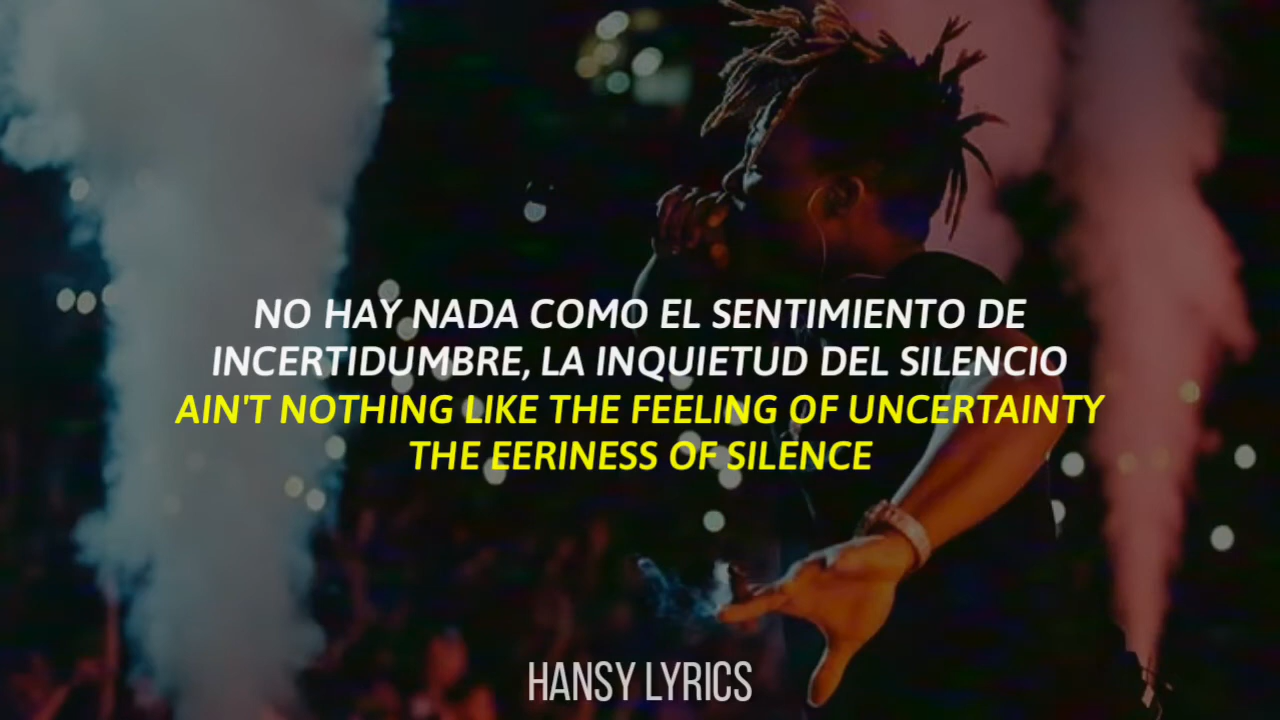 NO HAY NADA COMO EL SENTIMIENTO DE
INCERTIDUMBRE, LA INQUIETUD DEL SILENCIO
AIN'T NOTHING LIKE THE FEELING OF UNCERTAINTY
THE EERINESS OF SILENCE
HANSY LYRICS